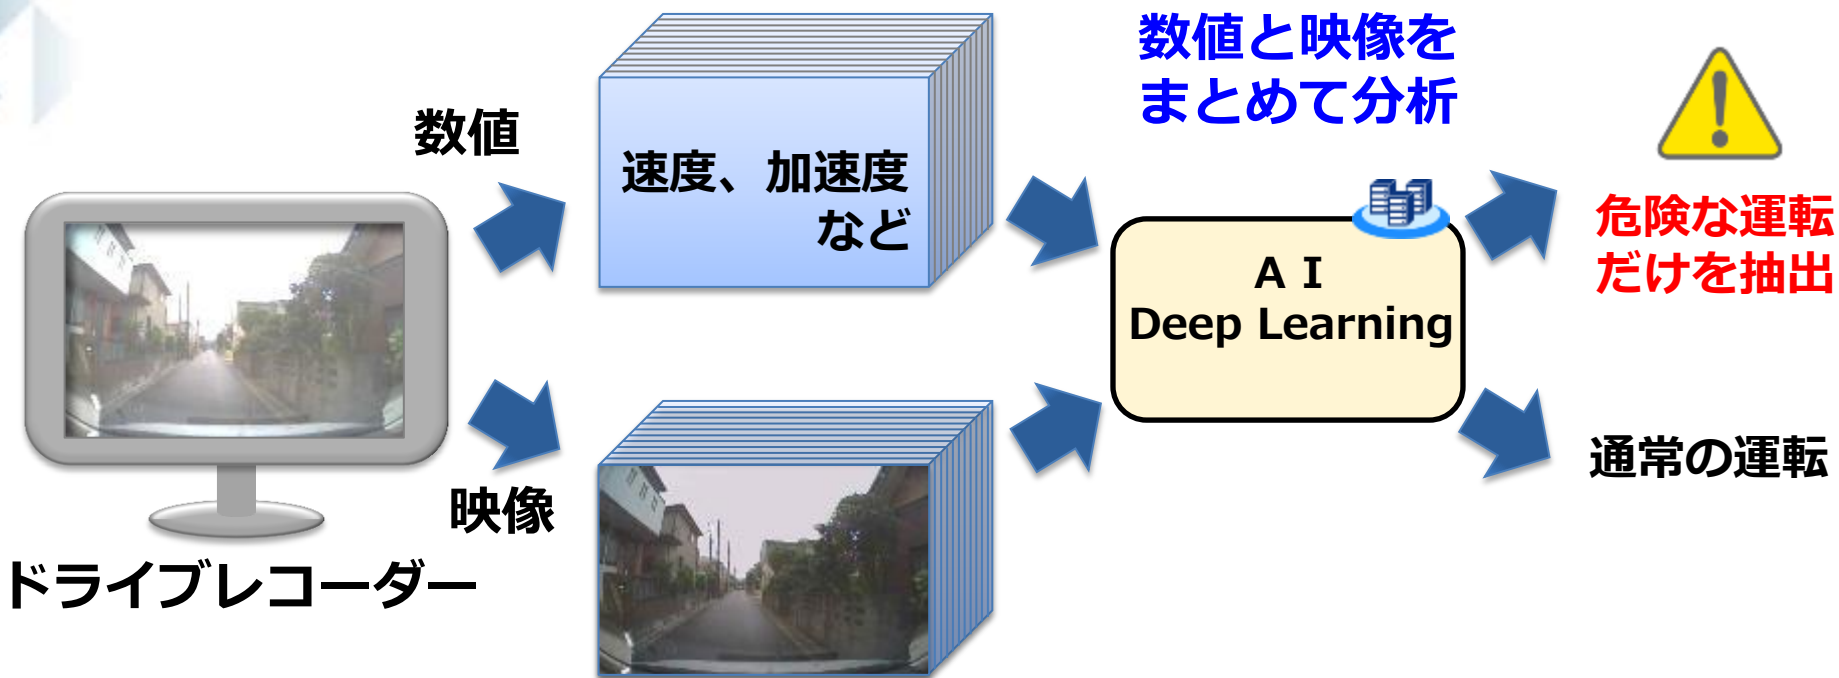 数値と映像を
まとめて分析
数値
速度、加速度
など
危険な運転
だけを抽出
ＡＩ
Deep Learning
映像
通常の運転
ドライブレコーダー